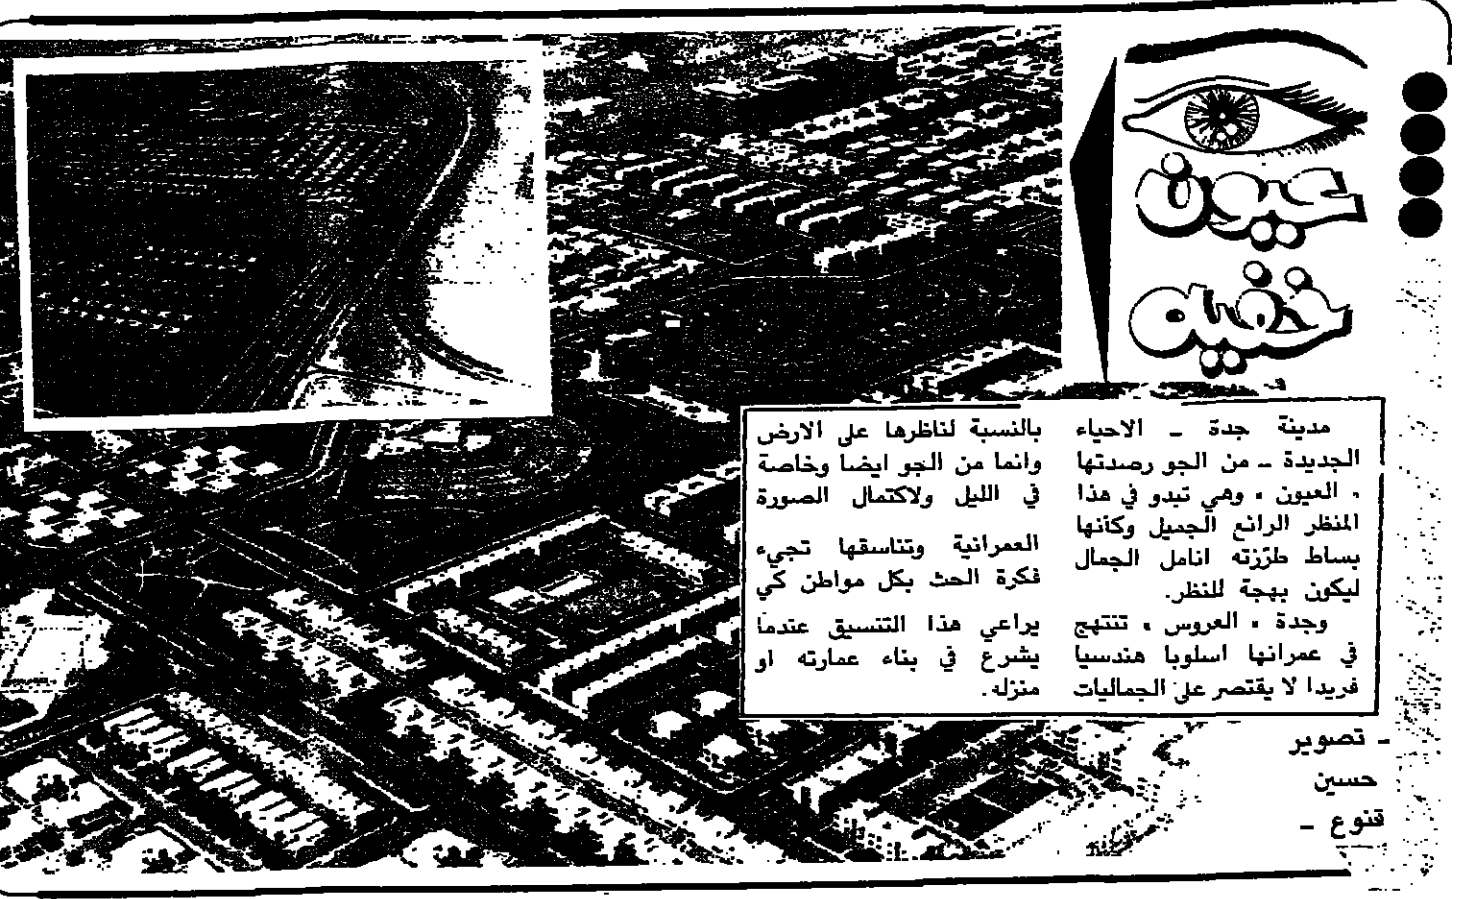 عيون
خفيه
مدينة جدة ـ الاحياء
الجديدة ـ من الجو رصدتها
« العيون » وهي تبدو في هذا
المنظر الرائع الجميل وكأنها
بساط طرّزته انامل الجمال
ليكون بهجة للنظر.
وجدة « العروس » تنتهج
في عمرانها اسلوبا هندسيا
فريدا لا يقتصر على الجماليات
بالنسبة لناظرها على الارض
وانما من الجو ايضا وخاصة
في الليل ولاكتمال الصورة
العمرانية وتناسقها تجيء
فكرة الحث بكل مواطن كي
يراعي هذا التنسيق عندما
يشرع في بناء عمارته او
منزله.
ـ تصوير
حسين
قنوع ـ